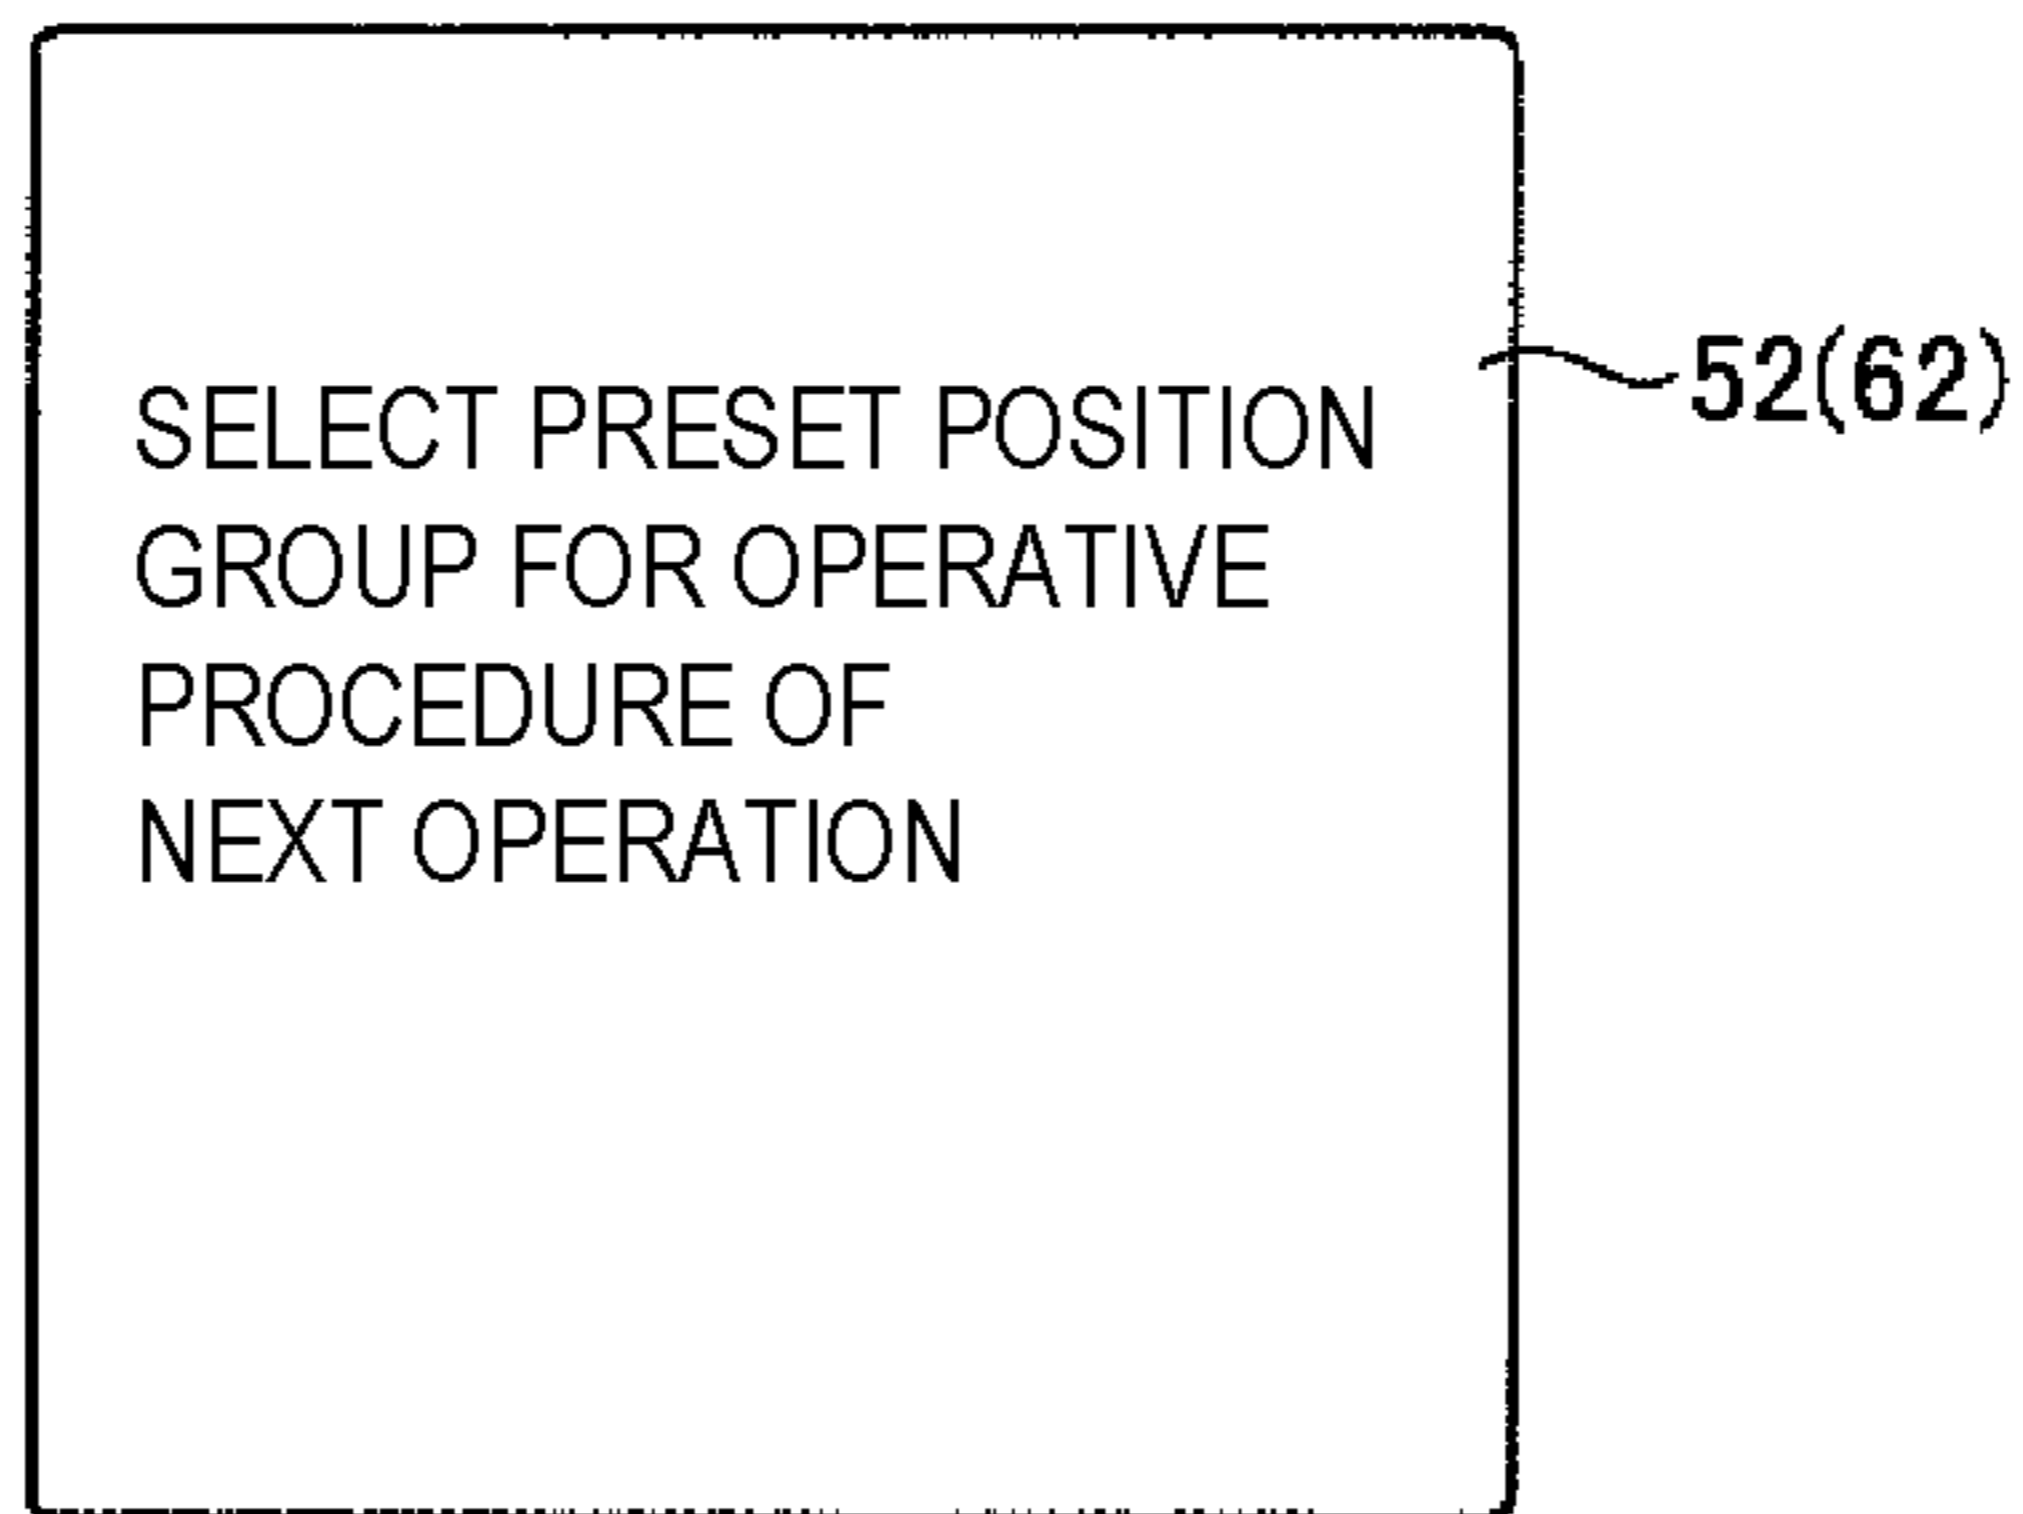 52(62)
SELECT PRESET POSITION
GROUP FOR OPERATIVE
PROCEDURE OF
NEXT OPERATION